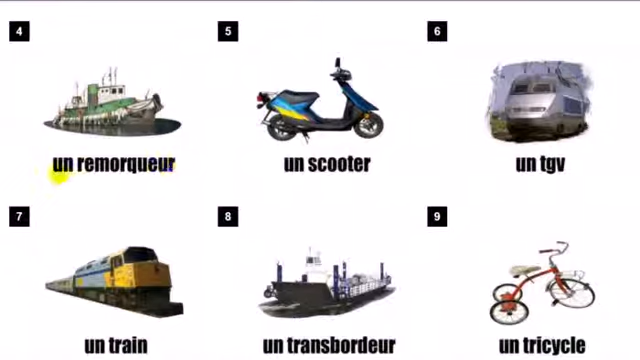 4 5 6
un remorqueur un scooter un tgv
7 8 9
un train un transbordeur un tricycle